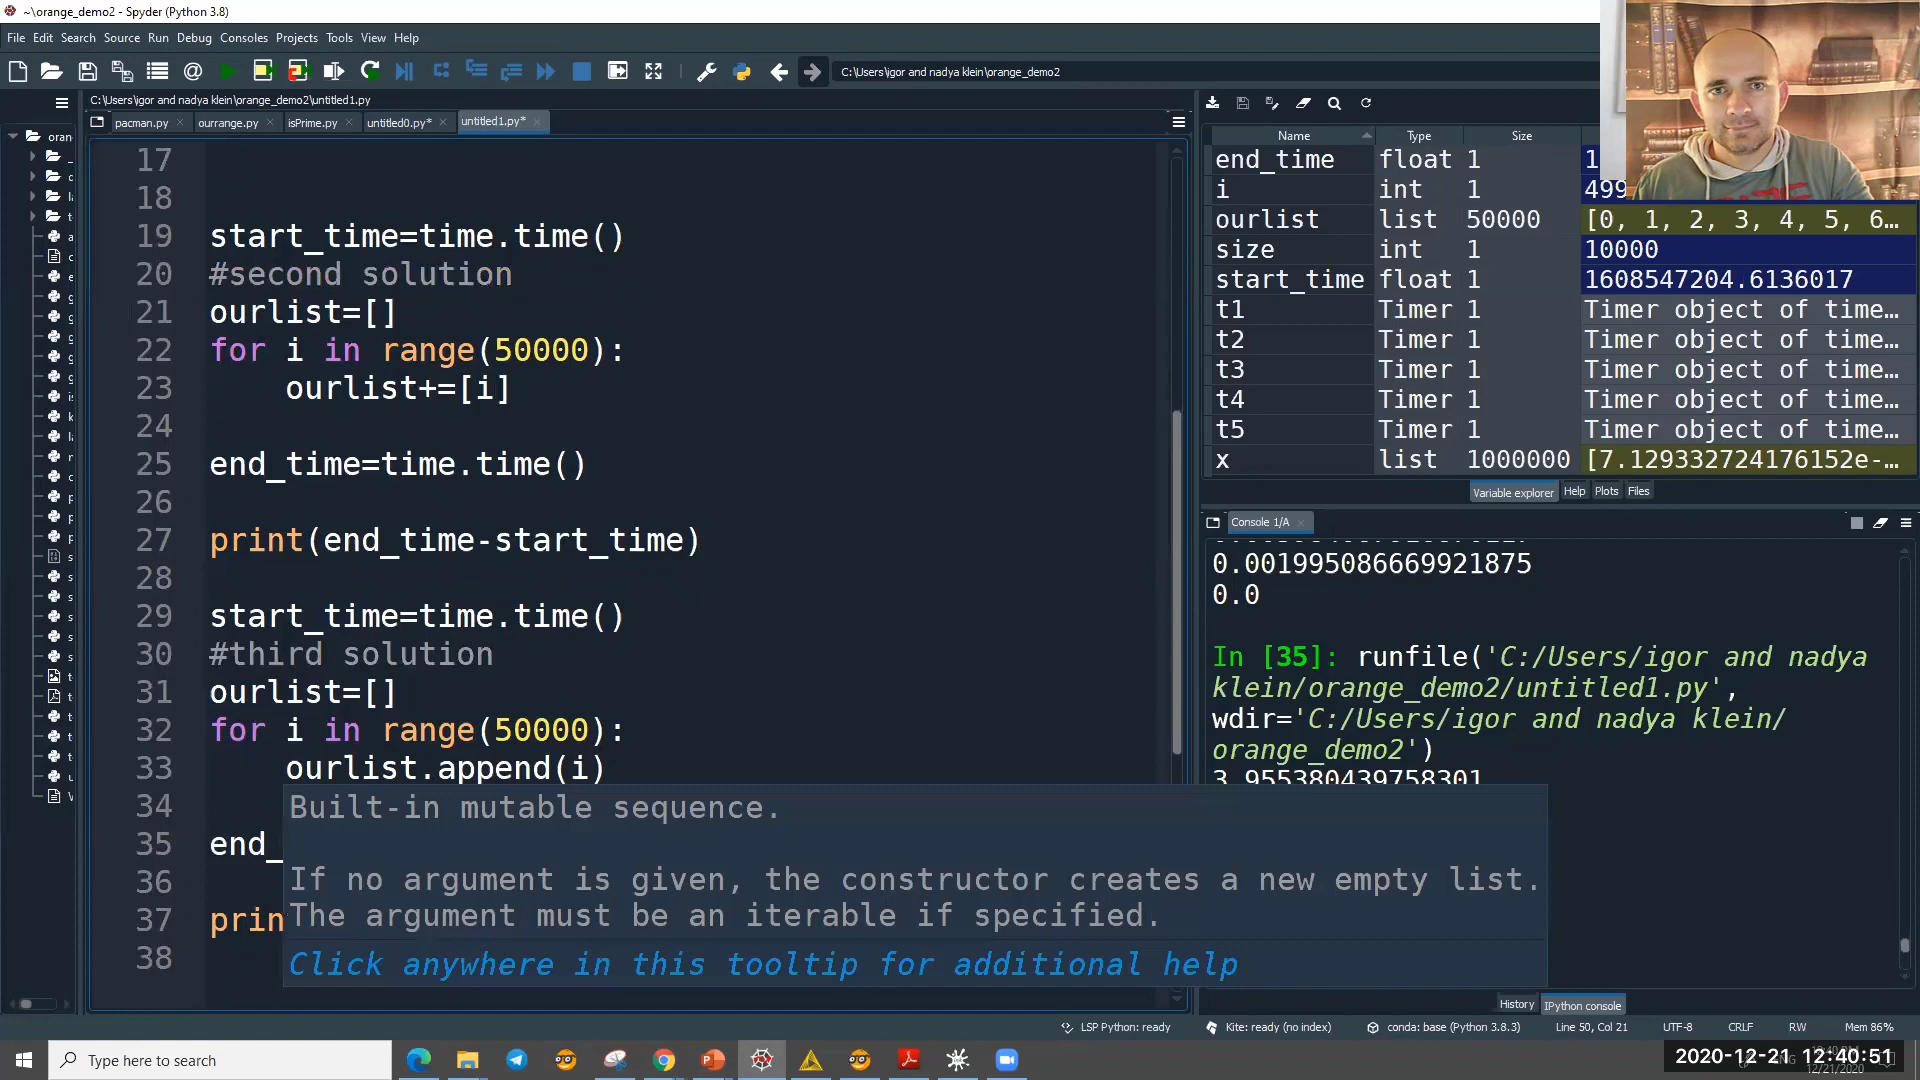 ~\orange_demo2 - Spyder (Python 3.8)
File Edit Search Source Run Debug Consoles Projects Tools View Help
C:\Users\igor and nadya klein\orange_demo2
C:\Users\igor and nadya klein\orange_demo2\untitled1.py
pacman.py ourrange.py isPrime.py untitled0.py* untitled1.py*
oran
17
18
19 start_time=time.time()
20 #second solution
21 ourlist=[]
22 for i in range(50000):
23 ourlist+=[i]
24
25 end_time=time.time()
26
27 print(end_time-start_time)
28
29 start_time=time.time()
30 #third solution
31 ourlist=[]
32 for i in range(50000):
33 ourlist.append(i)
34
35 end_
36
37 prin
38
Built-in mutable sequence.
If no argument is given, the constructor creates a new empty list.
The argument must be an iterable if specified.
Click anywhere in this tooltip for additional help
Name Type Size
end_time float 1 1
i int 1 499
ourlist list 50000 [0, 1, 2, 3, 4, 5, 6...
size int 1 10000
start_time float 1 1608547204.6136017
t1 Timer 1 Timer object of time...
t2 Timer 1 Timer object of time...
t3 Timer 1 Timer object of time...
t4 Timer 1 Timer object of time...
t5 Timer 1 Timer object of time...
x list 1000000 [7.129332724176152e-...
Variable explorer Help Plots Files
Console 1/A
0.001995086669921875
0.0
In [35]: runfile('C:/Users/igor and nadya
klein/orange_demo2/untitled1.py',
wdir='C:/Users/igor and nadya klein/
orange_demo2')
3.955380439758301
History IPython console
LSP Python: ready Kite: ready (no index) conda: base (Python 3.8.3) Line 50, Col 21 UTF-8 CRLF RW Mem 86%
Type here to search
2020-12-21 12:40:51
12/21/2020